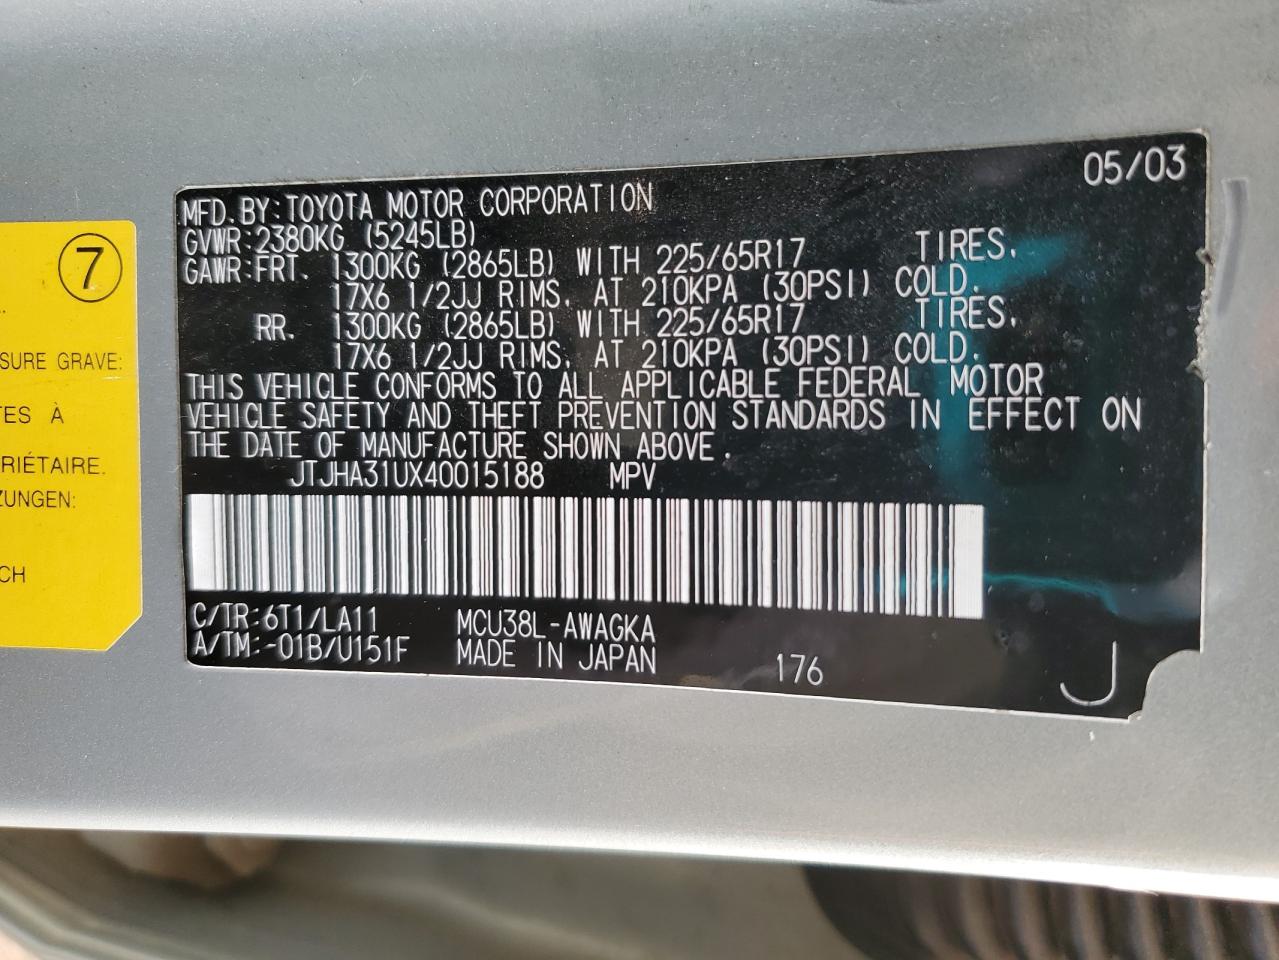 05/03
MFD.BY:TOYOTA MOTOR CORPORATION
GVWR:2380KG (5245LB)
GAWR:FRT. 1300KG (2865LB) WITH 225/65R17 TIRES,
17X6 1/2JJ RIMS, AT 210KPA (30PSI) COLD.
RR. 1300KG (2865LB) WITH 225/65R17 TIRES,
17X6 1/2JJ RIMS, AT 210KPA (30PSI) COLD.
THIS VEHICLE CONFORMS TO ALL APPLICABLE FEDERAL MOTOR
VEHICLE SAFETY AND THEFT PREVENTION STANDARDS IN EFFECT ON
THE DATE OF MANUFACTURE SHOWN ABOVE.
JTJHA31UX40015188 MPV
C/TR:6T1/LA11 MCU38L-AWAGKA
A/TM:-01B/U151F MADE IN JAPAN
176
J
7
SURE GRAVE:
TES À
RIÉTAIRE.
ZUNGEN:
CH